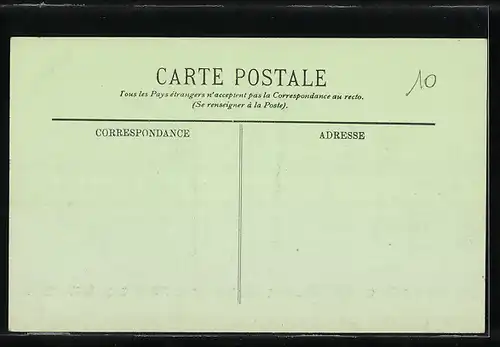 CARTE POSTALE
Tous les Pays étrangers n'acceptent pas la Correspondance au recto.
(Se renseigner à la Poste).
10
CORRESPONDANCE
ADRESSE